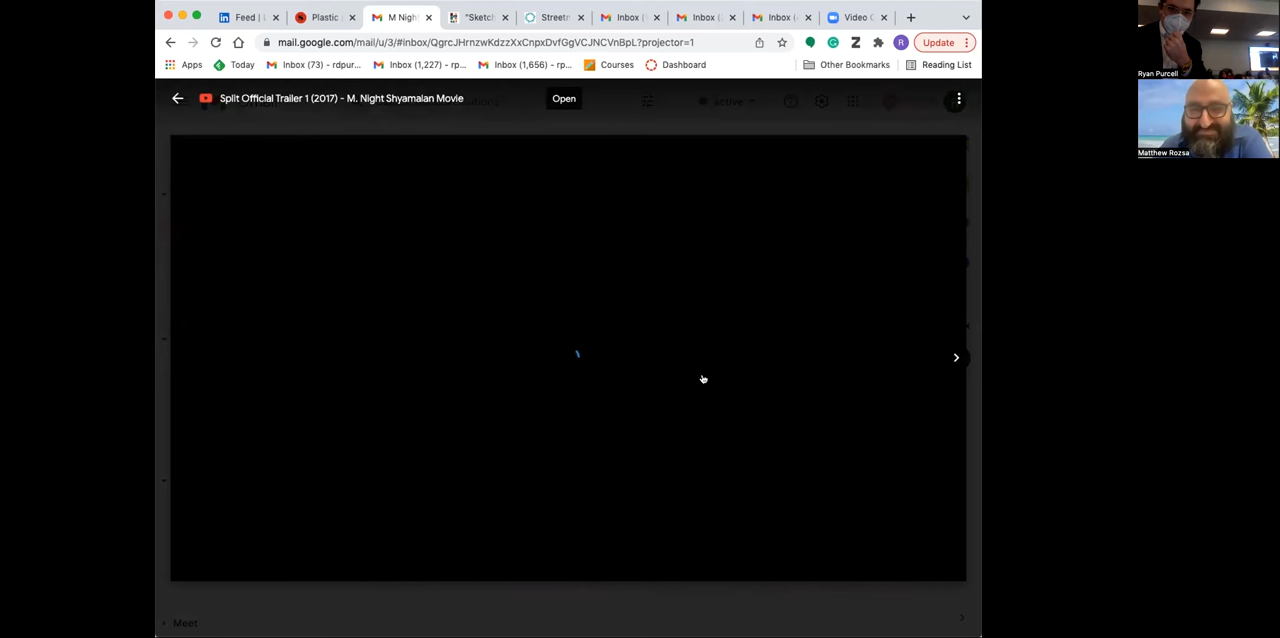 Feed | 
Plastic
M Nigh
"Sketch
Streetn
Inbox (
Inbox (
Inbox (
Video C
mail.google.com/mail/u/3/#inbox/QgrcJHrnzwKdzzXxCnpxDvfGgVCJNCVnBpL?projector=1
Z
R
Update
Apps
Today
Inbox (73) - rdpur...
Inbox (1,227) - rp...
Inbox (1,656) - rp...
Courses
Dashboard
Other Bookmarks
Reading List
Split Official Trailer 1 (2017) - M. Night Shyamalan Movie
Open
active
Meet
Ryan Purcell
Matthew Rozsa